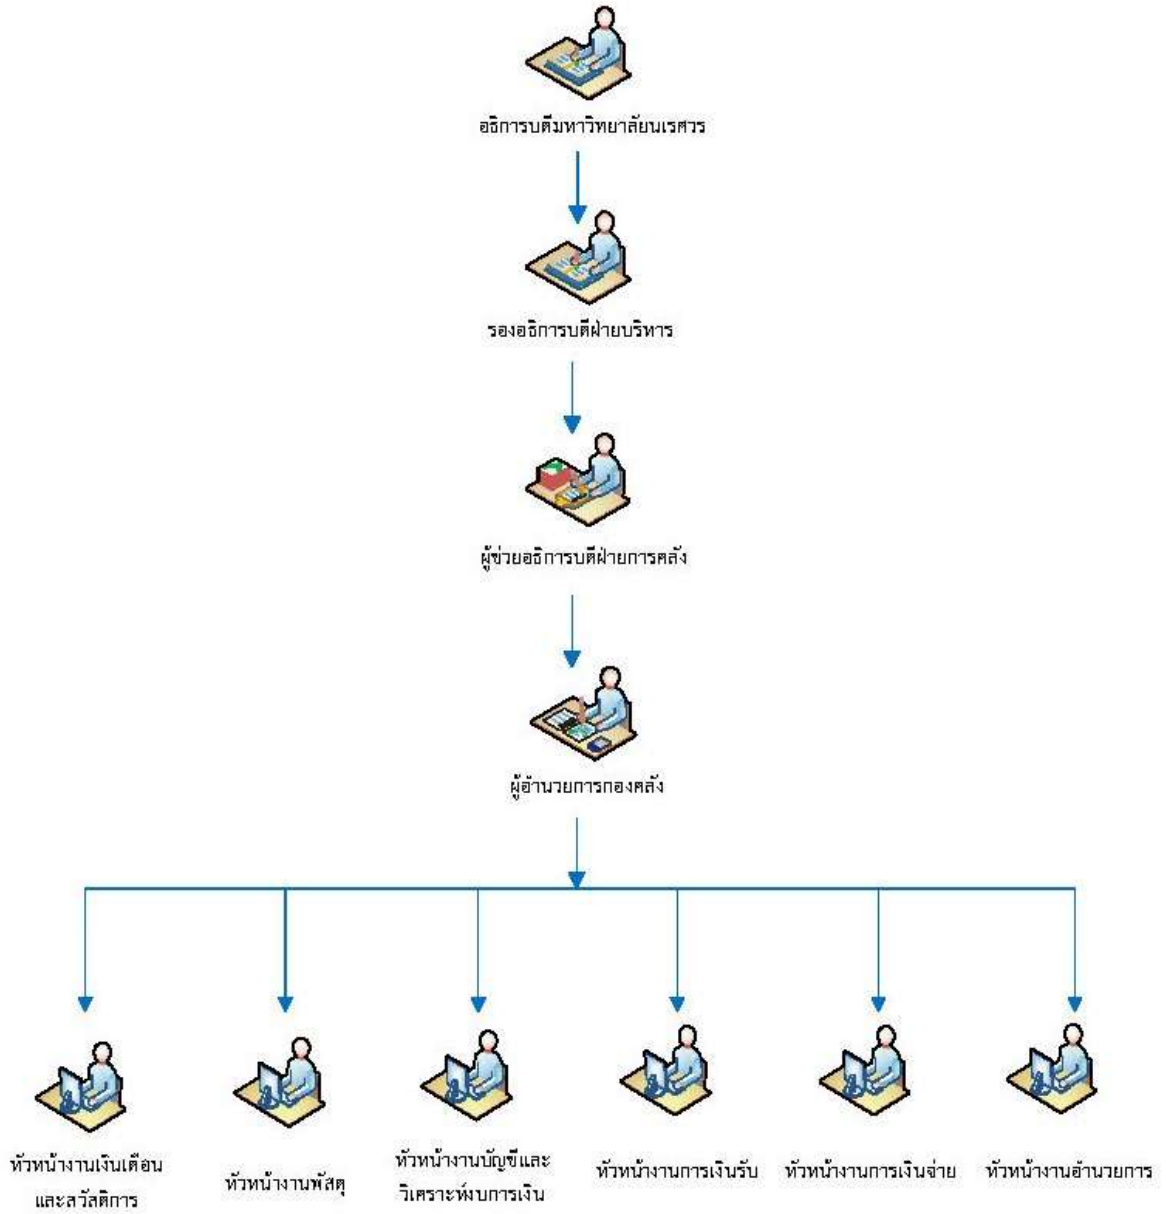 อธิการบดีมหาวิทยาลัยนเรศวร
รองอธิการบดีฝ่ายบริหาร
ผู้ช่วยอธิการบดีฝ่ายการคลัง
ผู้อำนวยการกองคลัง
หัวหน้างานเงินเดือน
และสวัสดิการ
หัวหน้างานพัสดุ
หัวหน้างานบัญชีและ
วิเคราะห์งบการเงิน
หัวหน้างานการเงินรับ
หัวหน้างานการเงินจ่าย
หัวหน้างานอำนวยการ